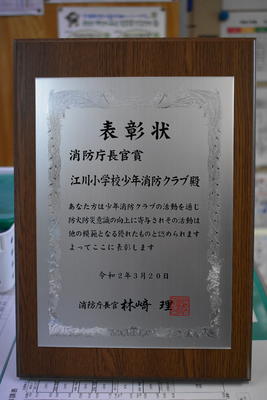 表彰状
消防庁長官賞
江川小学校少年消防クラブ殿
あなた方は少年消防クラブの活動を通じ
防火防災意識の向上に寄与されその活動は
他の模範となる優れたものと認められます
よってここに表彰します
令和2年3月20日
消防庁長官 林﨑 理